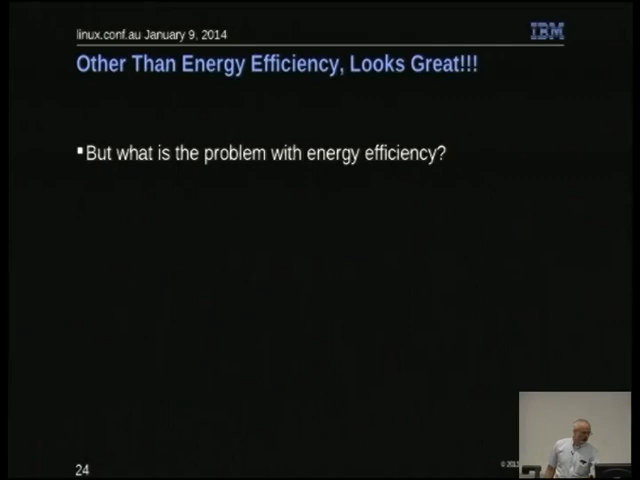 linux.conf.au January 9, 2014
IBM
Other Than Energy Efficiency, Looks Great!!!
But what is the problem with energy efficiency?
24
© 2013